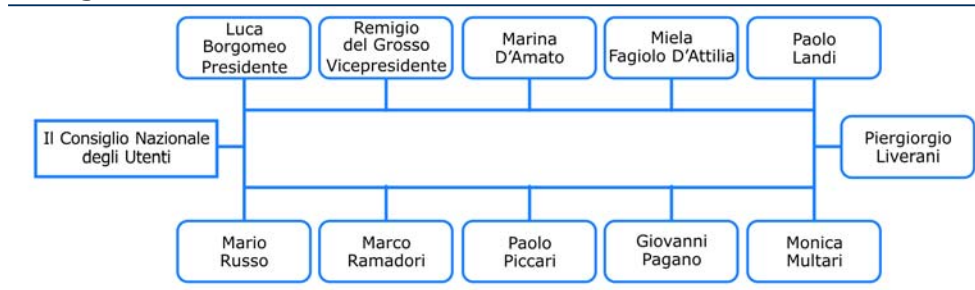 Luca
Borgomeo
Presidente
Remigio
del Grosso
Vicepresidente
Marina
D'Amato
Miela
Fagiolo D'Attilia
Paolo
Landi
Il Consiglio Nazionale
degli Utenti
Piergiorgio
Liverani
Mario
Russo
Marco
Ramadori
Paolo
Piccari
Giovanni
Pagano
Monica
Multari